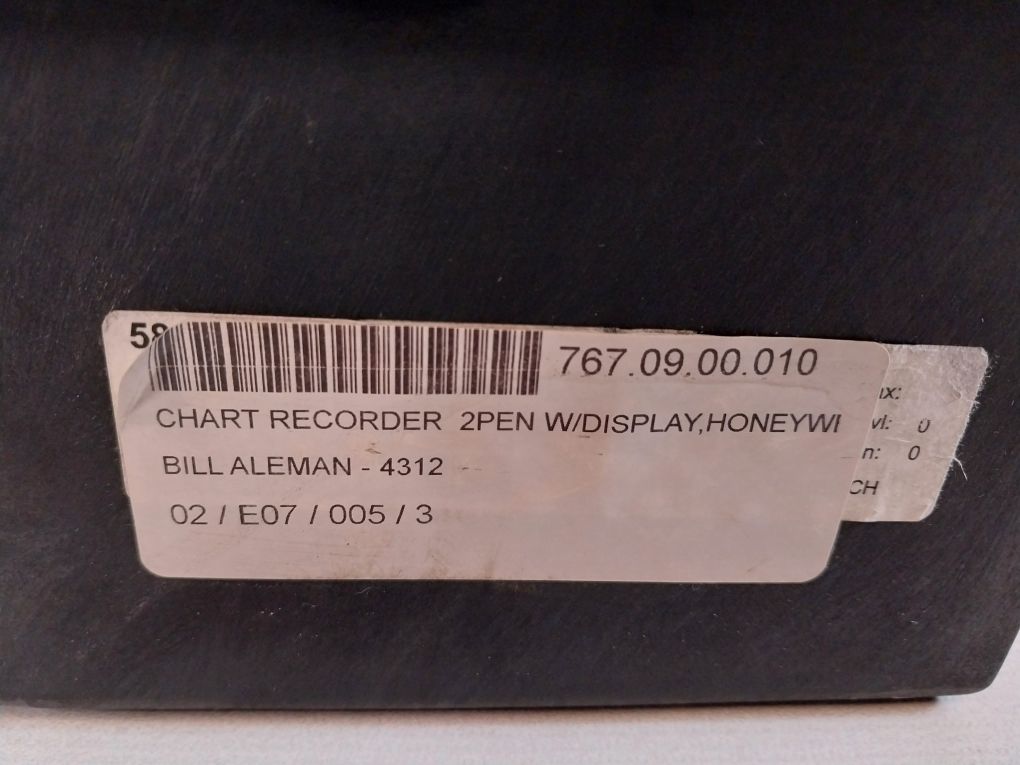 58
767.09.00.010
CHART RECORDER 2PEN W/DISPLAY,HONEYWI
BILL ALEMAN - 4312
02 / E07 / 005 / 3
ax:
vl: 0
n: 0
CH